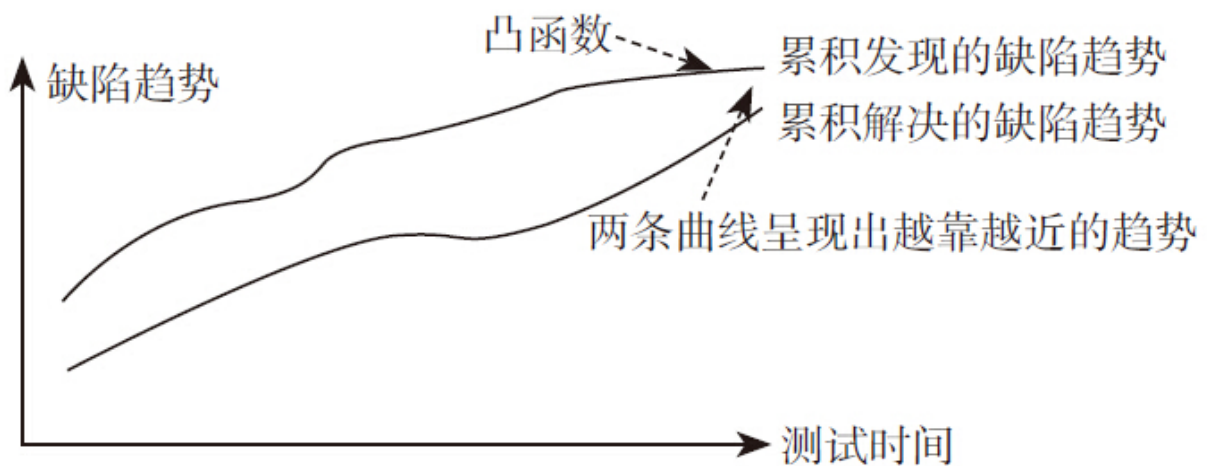 凸函数
累积发现的缺陷趋势
缺陷趋势
累积解决的缺陷趋势
两条曲线呈现出越靠越近的趋势
测试时间